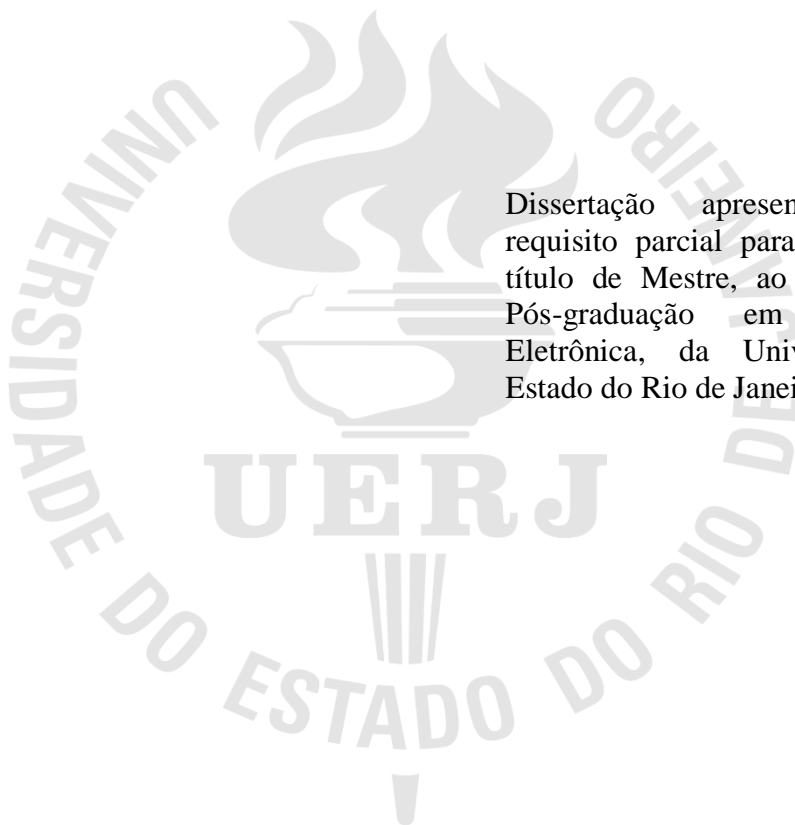 UNIVERSIDADE DO ESTADO DO RIO DE JANEIRO
UERJ
Dissertação apresen
requisito parcial para
título de Mestre, ao
Pós-graduação em
Eletrônica, da Univ
Estado do Rio de Janei